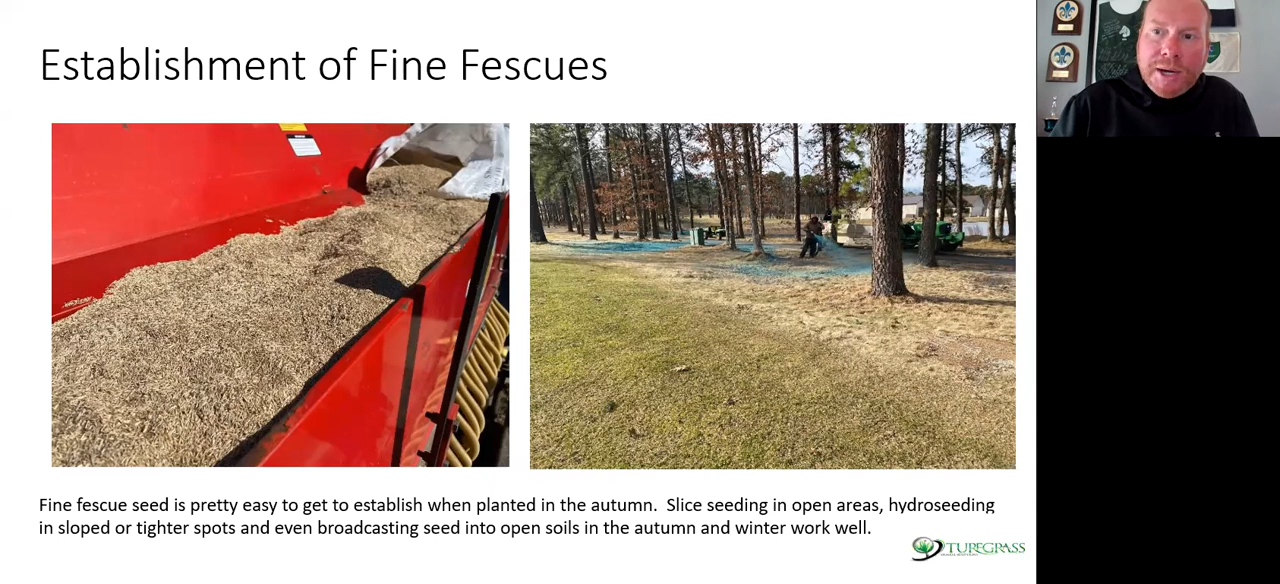 Establishment of Fine Fescues
Fine fescue seed is pretty easy to get to establish when planted in the autumn.  Slice seeding in open areas, hydroseeding
in sloped or tighter spots and even broadcasting seed into open soils in the autumn and winter work well.
TURFGRASS